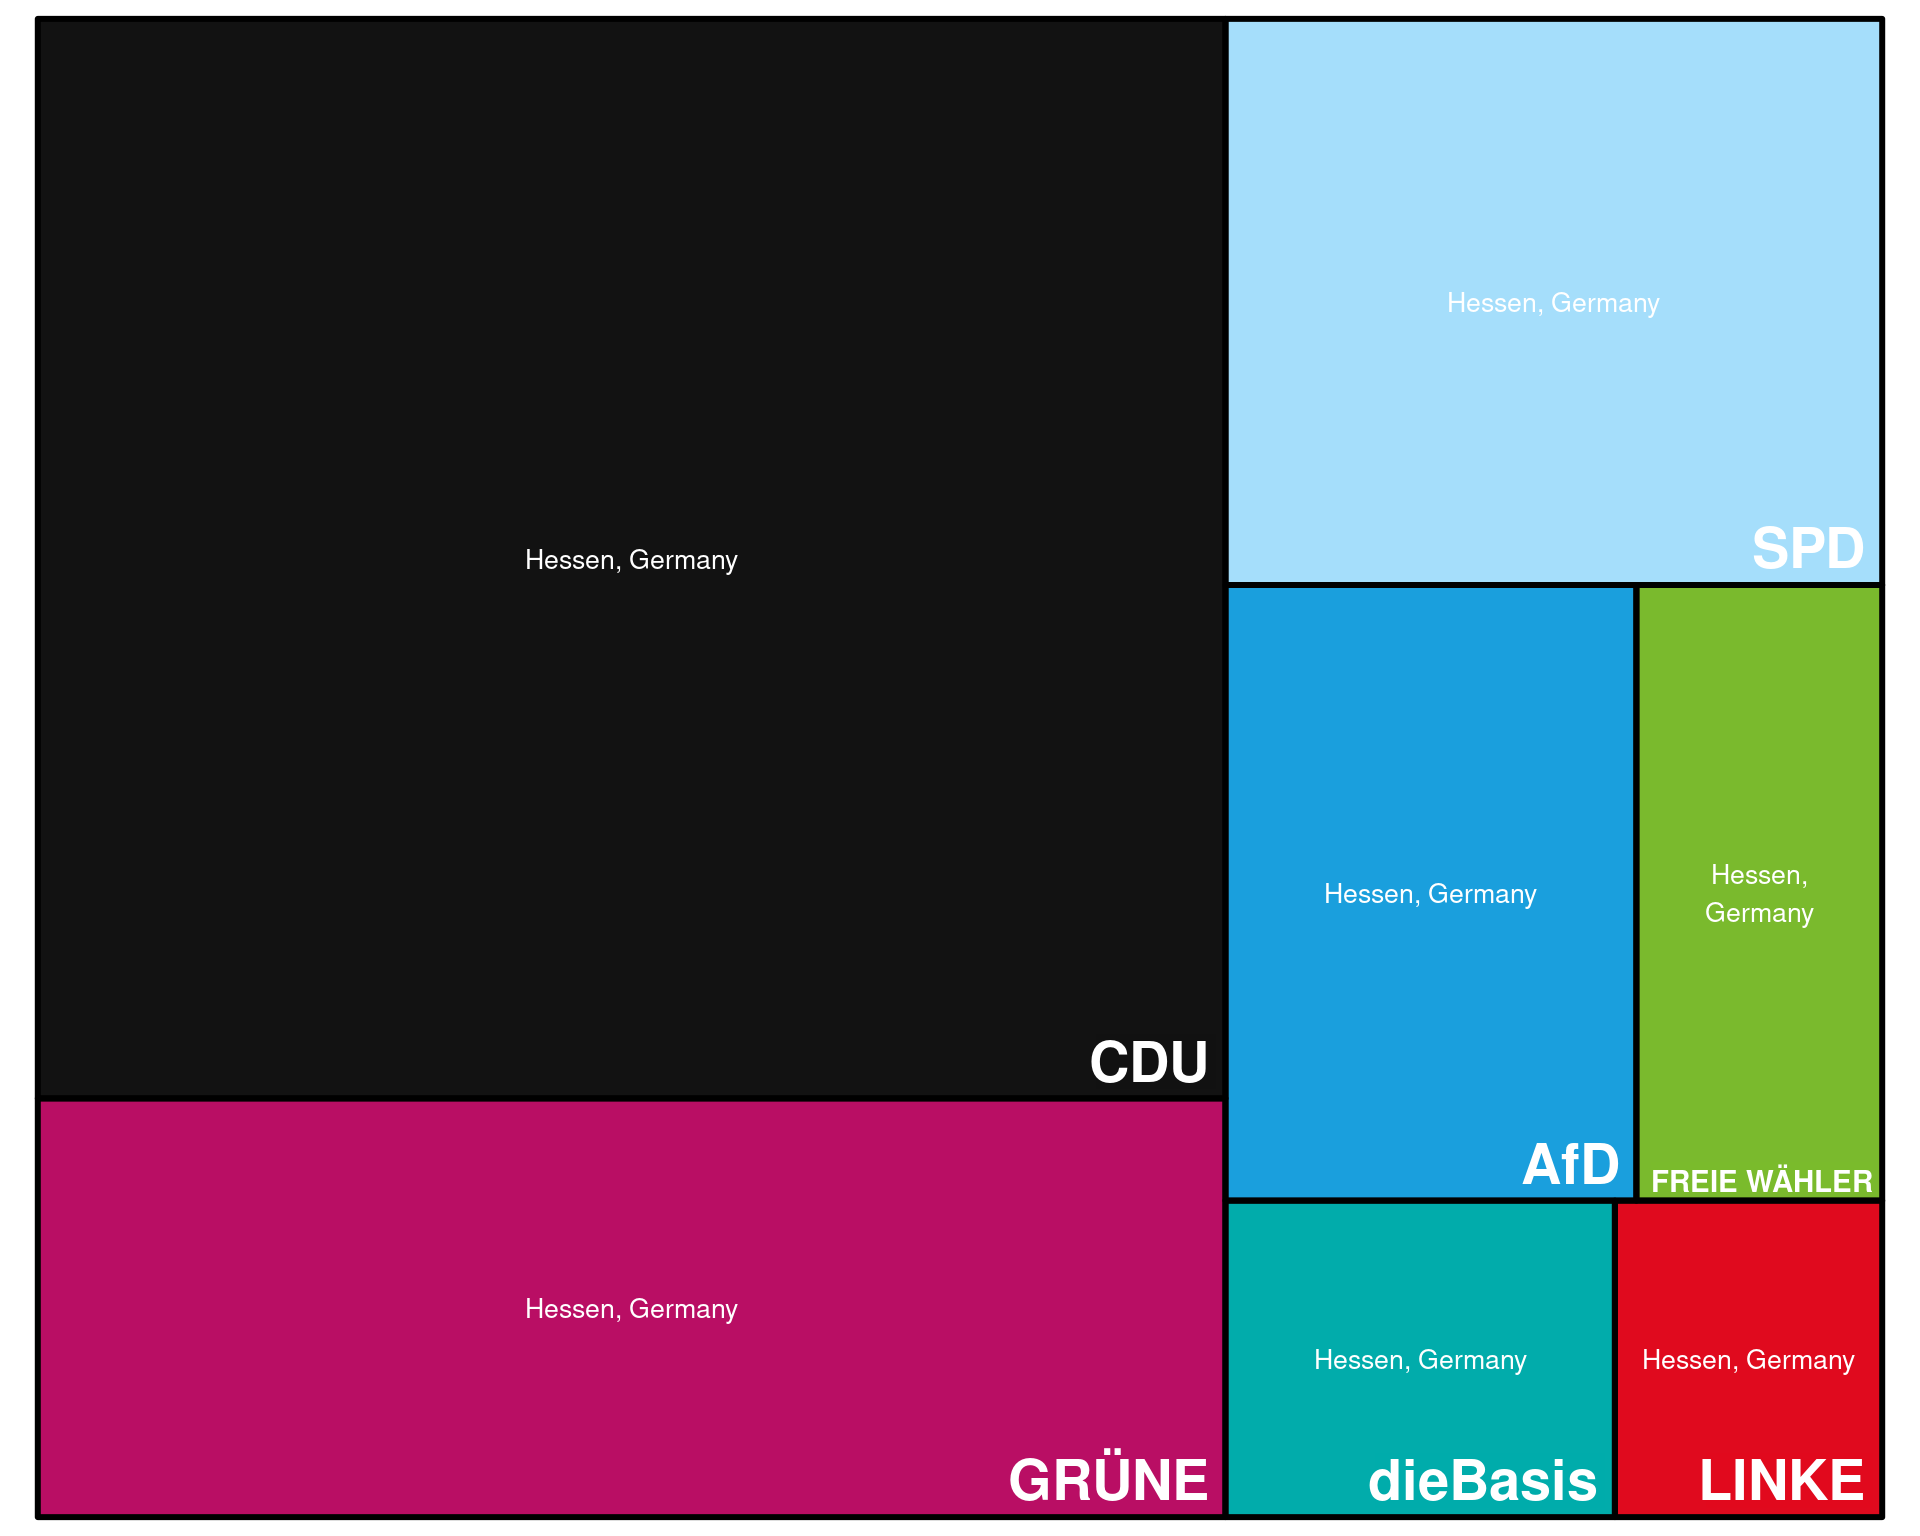 Hessen, Germany
CDU
Hessen, Germany
GRÜNE
Hessen, Germany
SPD
Hessen, Germany
AfD
Hessen,
Germany
FREIE WÄHLER
Hessen, Germany
dieBasis
Hessen, Germany
LINKE